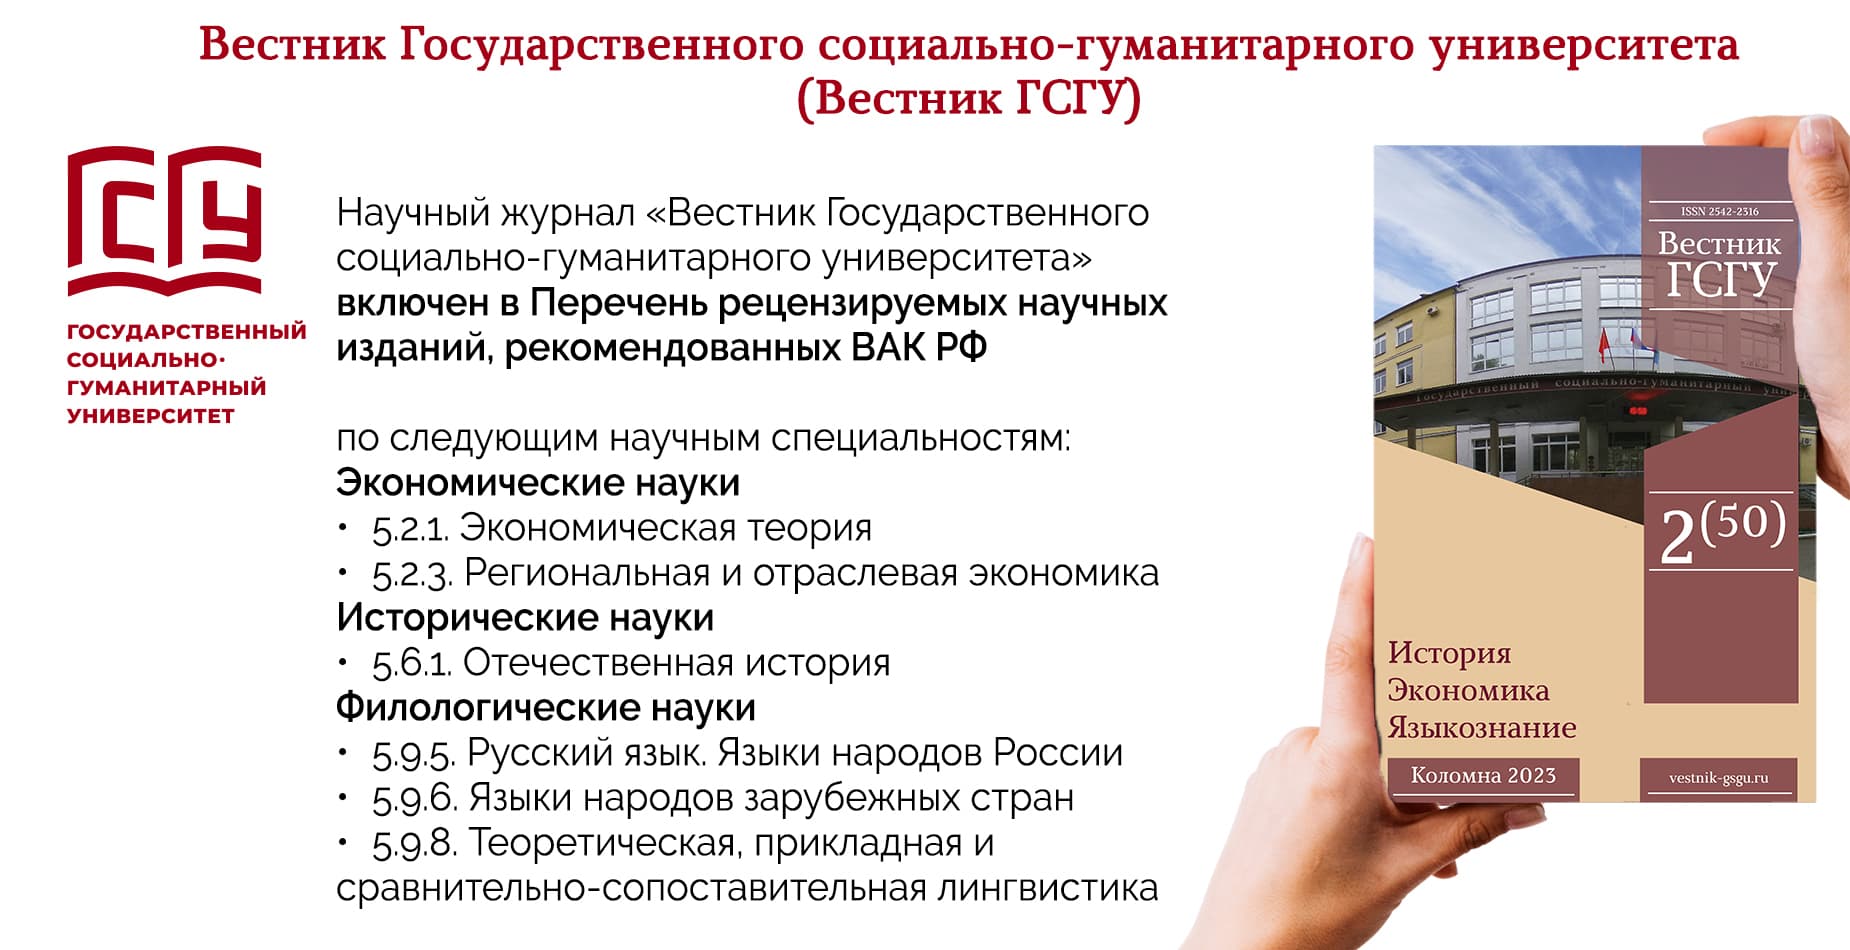 Вестник Государственного социально-гуманитарного университета
(Вестник ГСГУ)
ГСГУ
ГОСУДАРСТВЕННЫЙ
СОЦИАЛЬНО-
ГУМАНИТАРНЫЙ
УНИВЕРСИТЕТ
Научный журнал «Вестник Государственного
социально-гуманитарного университета»
включен в Перечень рецензируемых научных
изданий, рекомендованных ВАК РФ
по следующим научным специальностям:
Экономические науки
• 5.2.1. Экономическая теория
• 5.2.3. Региональная и отраслевая экономика
Исторические науки
• 5.6.1. Отечественная история
Филологические науки
• 5.9.5. Русский язык. Языки народов России
• 5.9.6. Языки народов зарубежных стран
• 5.9.8. Теоретическая, прикладная и
сравнительно-сопоставительная лингвистика
ISSN 2542-2316
Вестник
ГСГУ
Государственный социально-гуманитарный
2(50)
История
Экономика
Языкознание
Коломна 2023
vestnik-gsgu.ru